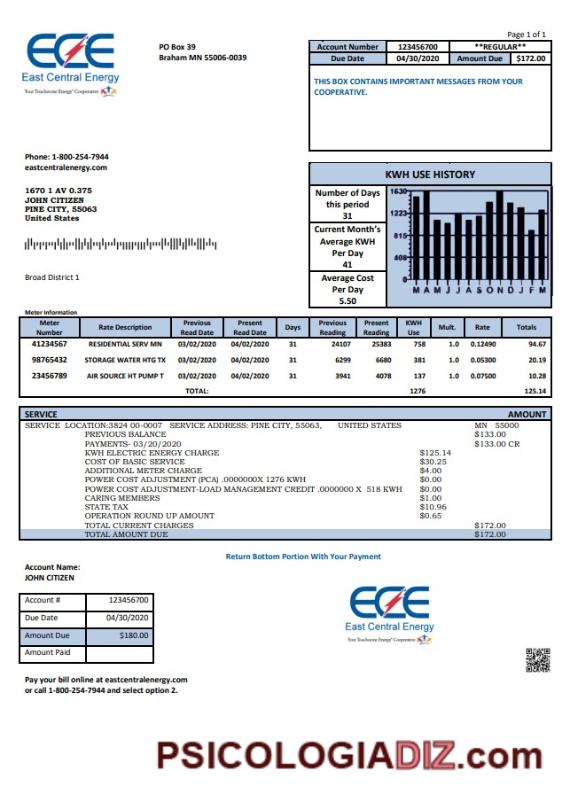 Page 1 of 1
ECE
East Central Energy
Your Touchstone Energy® Cooperative
PO Box 39
Braham MN 55006-0039
Account Number 123456700 **REGULAR**
Due Date 04/30/2020 Amount Due $172.00
THIS BOX CONTAINS IMPORTANT MESSAGES FROM YOUR
COOPERATIVE.
Phone: 1-800-254-7944
eastcentralenergy.com
1670 1 AV 0.375
JOHN CITIZEN
PINE CITY, 55063
United States
Broad District 1
KWH USE HISTORY
Number of Days
this period
31
Current Month's
Average KWH
Per Day
41
Average Cost
Per Day
5.50
1630
1223
815
408
0
M A M J J A S O N D J F M
Meter Information
Meter Number Rate Description Previous Read Date Present Read Date Days Previous Reading Present Reading KWH Use Mult. Rate Totals
41234567 RESIDENTIAL SERV MN 03/02/2020 04/02/2020 31 24107 25383 758 1.0 0.12490 94.67
98765432 STORAGE WATER HTG TX 03/02/2020 04/02/2020 31 6299 6680 381 1.0 0.05300 20.19
23456789 AIR SOURCE HT PUMP T 03/02/2020 04/02/2020 31 3941 4078 137 1.0 0.07500 10.28
TOTAL: 1276 125.14
SERVICE AMOUNT
SERVICE LOCATION:3824 00-0007 SERVICE ADDRESS: PINE CITY, 55063, UNITED STATES MN 55000
PREVIOUS BALANCE $133.00
PAYMENTS- 03/20/2020 $133.00 CR
KWH ELECTRIC ENERGY CHARGE $125.14
COST OF BASIC SERVICE $30.25
ADDITIONAL METER CHARGE $4.00
POWER COST ADJUSTMENT (PCA) .0000000X 1276 KWH $0.00
POWER COST ADJUSTMENT-LOAD MANAGEMENT CREDIT .0000000 X 518 KWH $0.00
CARING MEMBERS $1.00
STATE TAX $10.96
OPERATION ROUND UP AMOUNT $0.65
TOTAL CURRENT CHARGES $172.00
TOTAL AMOUNT DUE $172.00
Return Bottom Portion With Your Payment
Account Name:
JOHN CITIZEN
Account # 123456700
Due Date 04/30/2020
Amount Due $180.00
Amount Paid
ECE
East Central Energy
Your Touchstone Energy® Cooperative
Pay your bill online at eastcentralenergy.com
or call 1-800-254-7944 and select option 2.
PSICOLOGIADIZ.com